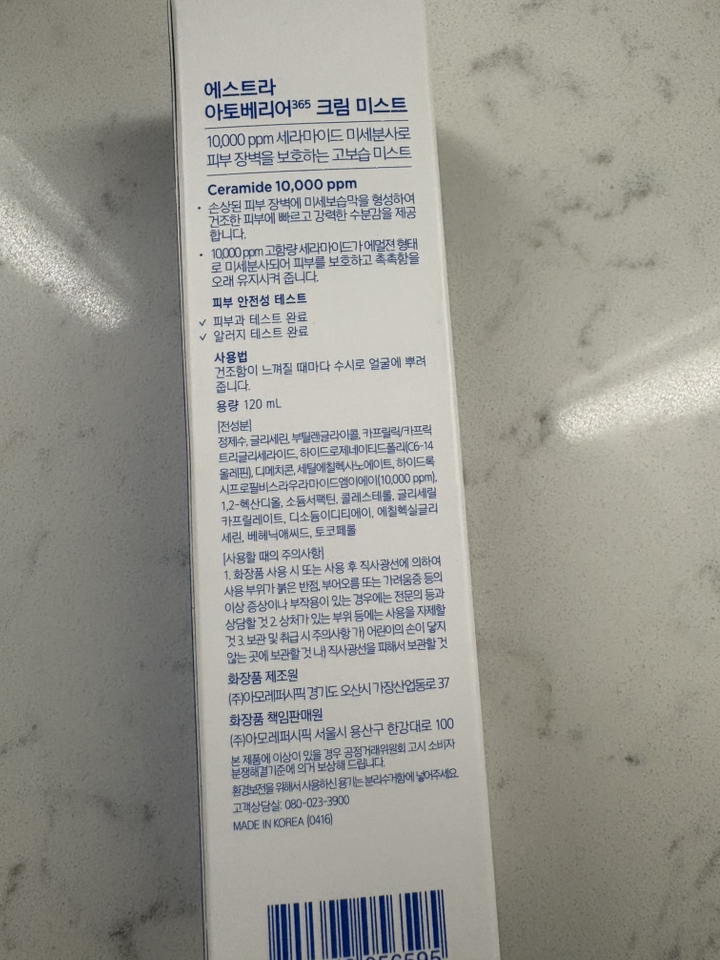 에스트라
아토베리어³⁶⁵ 크림 미스트
10,000 ppm 세라마이드 미세분사로
피부 장벽을 보호하는 고보습 미스트
Ceramide 10,000 ppm
• 손상된 피부 장벽에 미세보습막을 형성하여
건조한 피부에 빠르고 강력한 수분감을 제공
합니다.
• 10,000 ppm 고함량 세라마이드가 에멀젼 형태
로 미세분사되어 피부를 보호하고 촉촉함을
오래 유지시켜 줍니다.
피부 안전성 테스트
✓ 피부과 테스트 완료
✓ 알러지 테스트 완료
사용법
건조함이 느껴질 때마다 수시로 얼굴에 뿌려
줍니다.
용량 120 mL
[전성분]
정제수, 글리세린, 부틸렌글라이콜, 카프릴릭/카프릭
트리글리세라이드, 하이드로제네이티드폴리(C6-14
올레핀), 디메치콘, 세틸에칠헥사노에이트, 하이드록
시프로필비스라우라마이드엠이에이(10,000 ppm),
1,2-헥산디올, 소듐서팩틴, 콜레스테롤, 글리세릴
카프릴레이트, 디소듐이디티에이, 에칠헥실글리
세린, 베헤닉애씨드, 토코페롤
[사용할 때의 주의사항]
1. 화장품 사용 시 또는 사용 후 직사광선에 의하여
사용 부위가 붉은 반점, 부어오름 또는 가려움증 등의
이상 증상이나 부작용이 있는 경우에는 전문의 등과
상담할 것 2. 상처가 있는 부위 등에는 사용을 자제할
것 3. 보관 및 취급 시 주의사항 가) 어린이의 손이 닿지
않는 곳에 보관할 것 나) 직사광선을 피해서 보관할 것
화장품 제조원
(주)아모레퍼시픽 경기도 오산시 가장산업동로 37
화장품 책임판매원
(주)아모레퍼시픽 서울시 용산구 한강대로 100
본 제품에 이상이 있을 경우 공정거래위원회 고시 소비자
분쟁해결기준에 의거 보상해 드립니다.
환경보전을 위해서 사용하신 용기는 분리수거함에 넣어주세요.
고객상담실: 080-023-3900
MADE IN KOREA (0416)